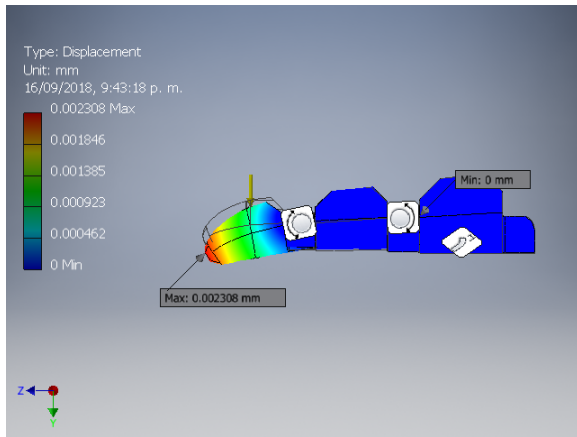 Type: Displacement
Unit: mm
16/09/2018, 9:43:18 p. m.
0.002308 Max
0.001846
0.001385
0.000923
0.000462
0 Min
Min: 0 mm
Max: 0.002308 mm
Z
Y